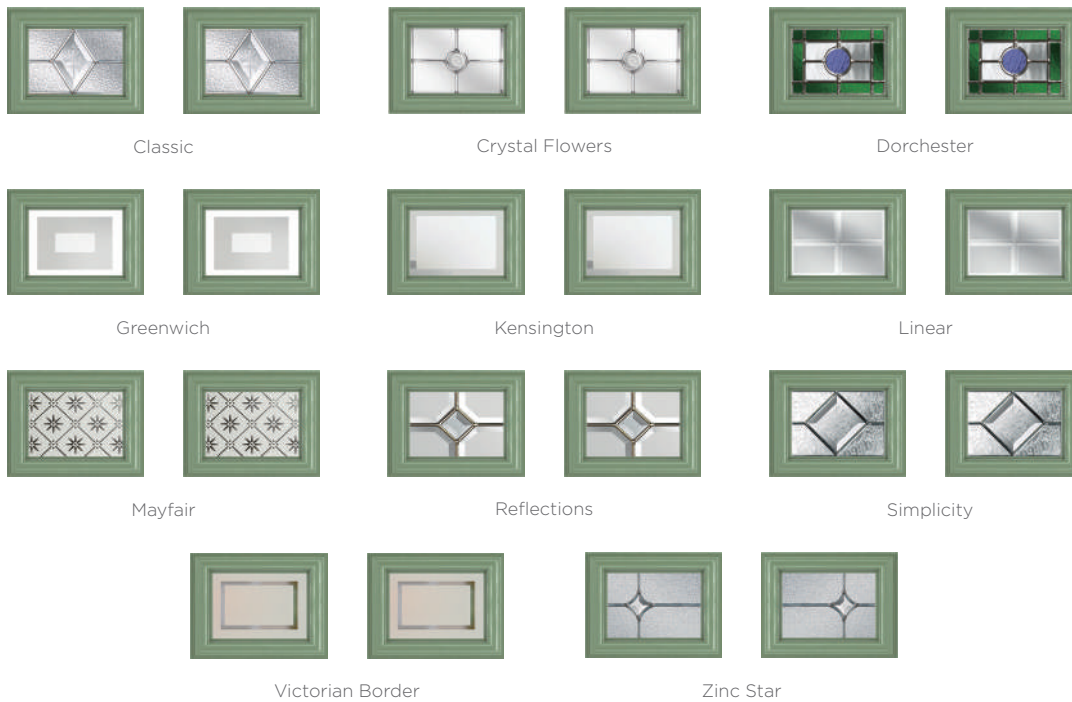 Classic
Crystal Flowers
Dorchester
Greenwich
Kensington
Linear
Mayfair
Reflections
Simplicity
Victorian Border
Zinc Star